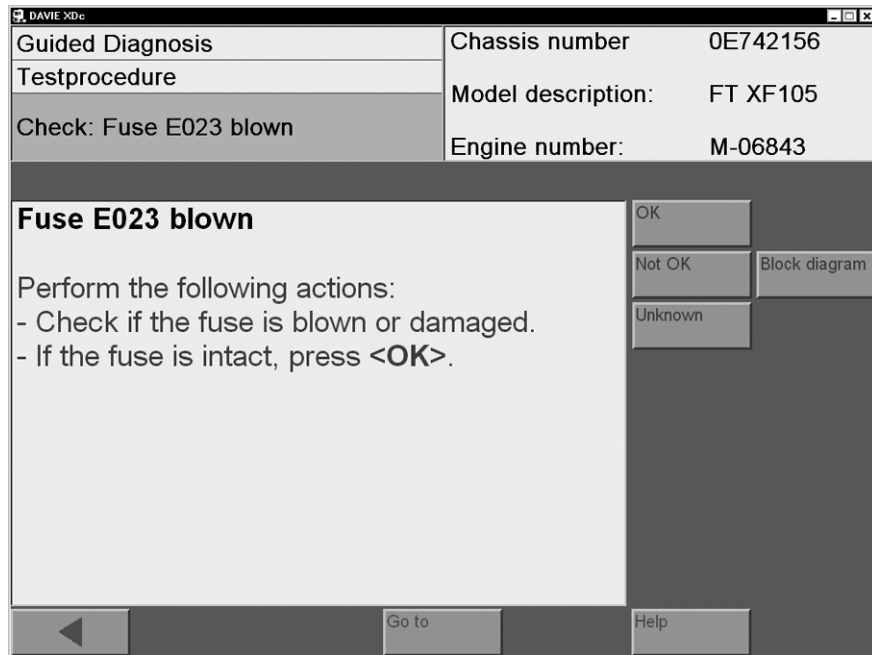 DAVIE XDc
Guided Diagnosis
Testprocedure
Check: Fuse E023 blown
Chassis number 0E742156
Model description: FT XF105
Engine number: M-06843
Fuse E023 blown
Perform the following actions:
- Check if the fuse is blown or damaged.
- If the fuse is intact, press <OK>.
OK
Not OK
Block diagram
Unknown
Go to
Help